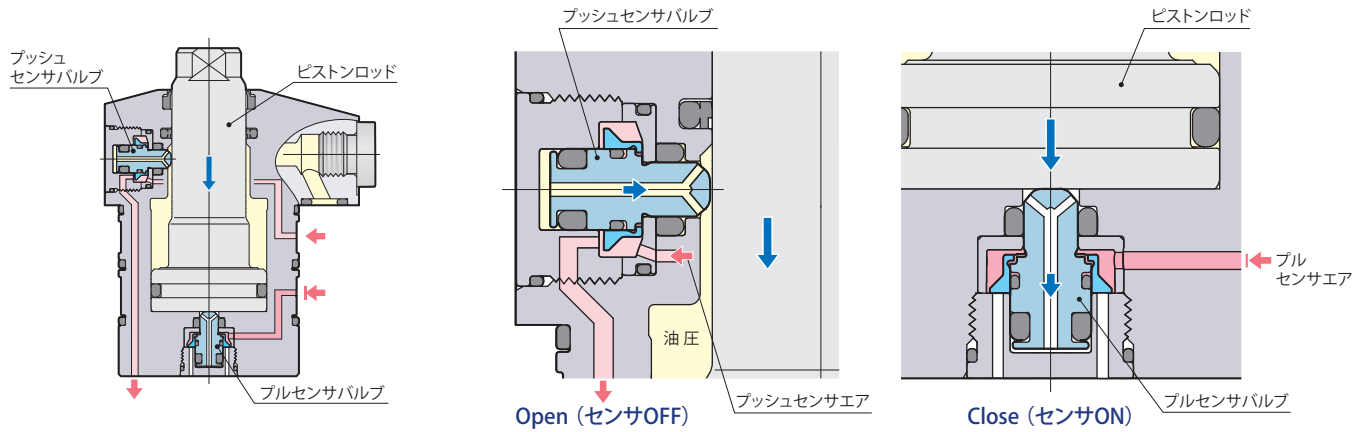 プッシュ
センサバルブ
ピストンロッド
プルセンサバルブ
プッシュセンサバルブ
油圧
プッシュセンサエア
Open（センサOFF）
ピストンロッド
プル
センサエア
プルセンサバルブ
Close（センサON）